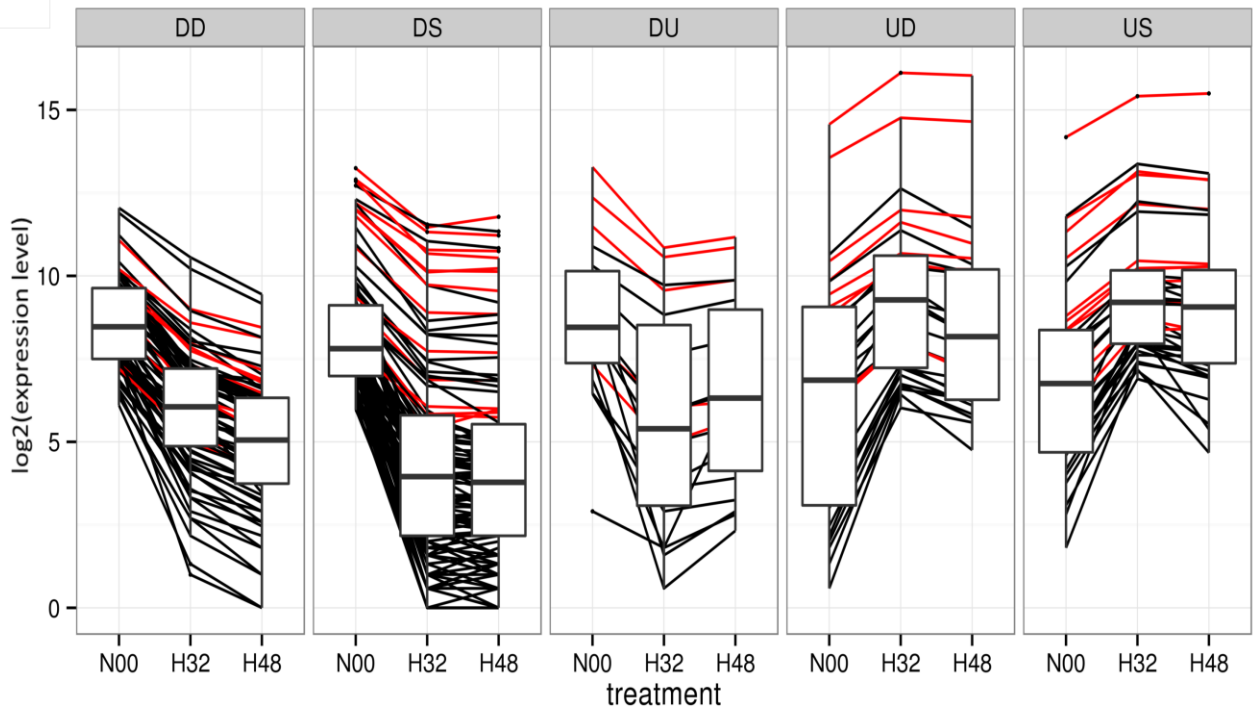 DD DS DU UD US
15
10
5
0
log2(expression level)
N00 H32 H48 N00 H32 H48 N00 H32 H48 N00 H32 H48 N00 H32 H48
treatment